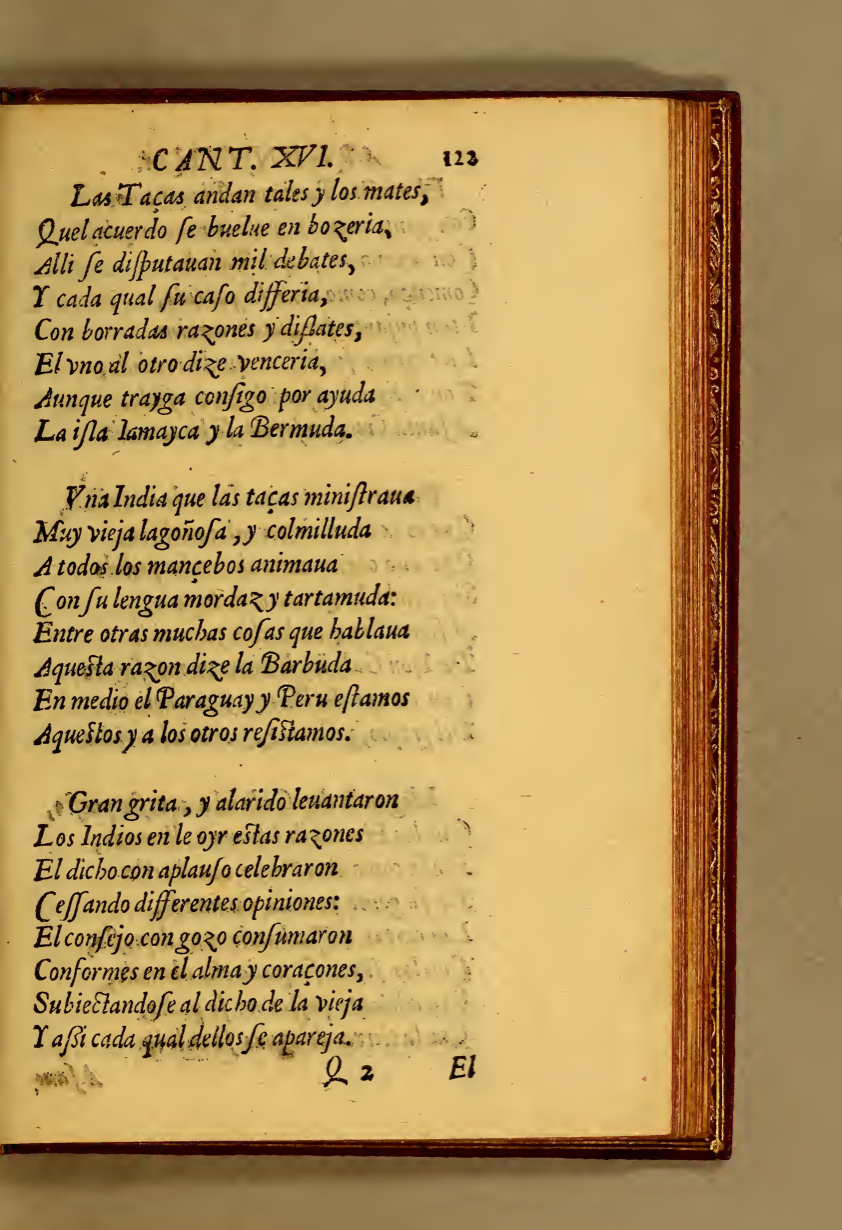 CANT. XVI. 122
Las Taças andan tales y los mates,
Quel acuerdo ſe buelue en bozeria,
Alli ſe diſputauan mil debates,
Y cada qual ſu caſo differia,
Con borradas razones y diſlates,
El vno al otro dize venceria,
Aunque trayga conſigo por ayuda
La iſla Iamayca y la Bermuda.
Vna India que las taças miniſtraua
Muy vieja lagoñoſa, y colmilluda
A todos los mançebos animaua
Con ſu lengua mordaz y tartamuda:
Entre otras muchas coſas que hablaua
Aqueſta razon dize la Barbuda
En medio el Paraguay y Peru eſtamos
Aqueſtos y a los otros reſiſtamos.
Gran grita, y alarido leuantaron
Los Indios en le oyr eſtas razones
El dicho con aplauſo celebraron
Ceſſando differentes opiniones:
El conſejo con gozo conſumaron
Conformes en el alma y coraçones,
Subiectandoſe al dicho de la vieja
Y aſſi cada qual dellos ſe apareja.
Q 2 El